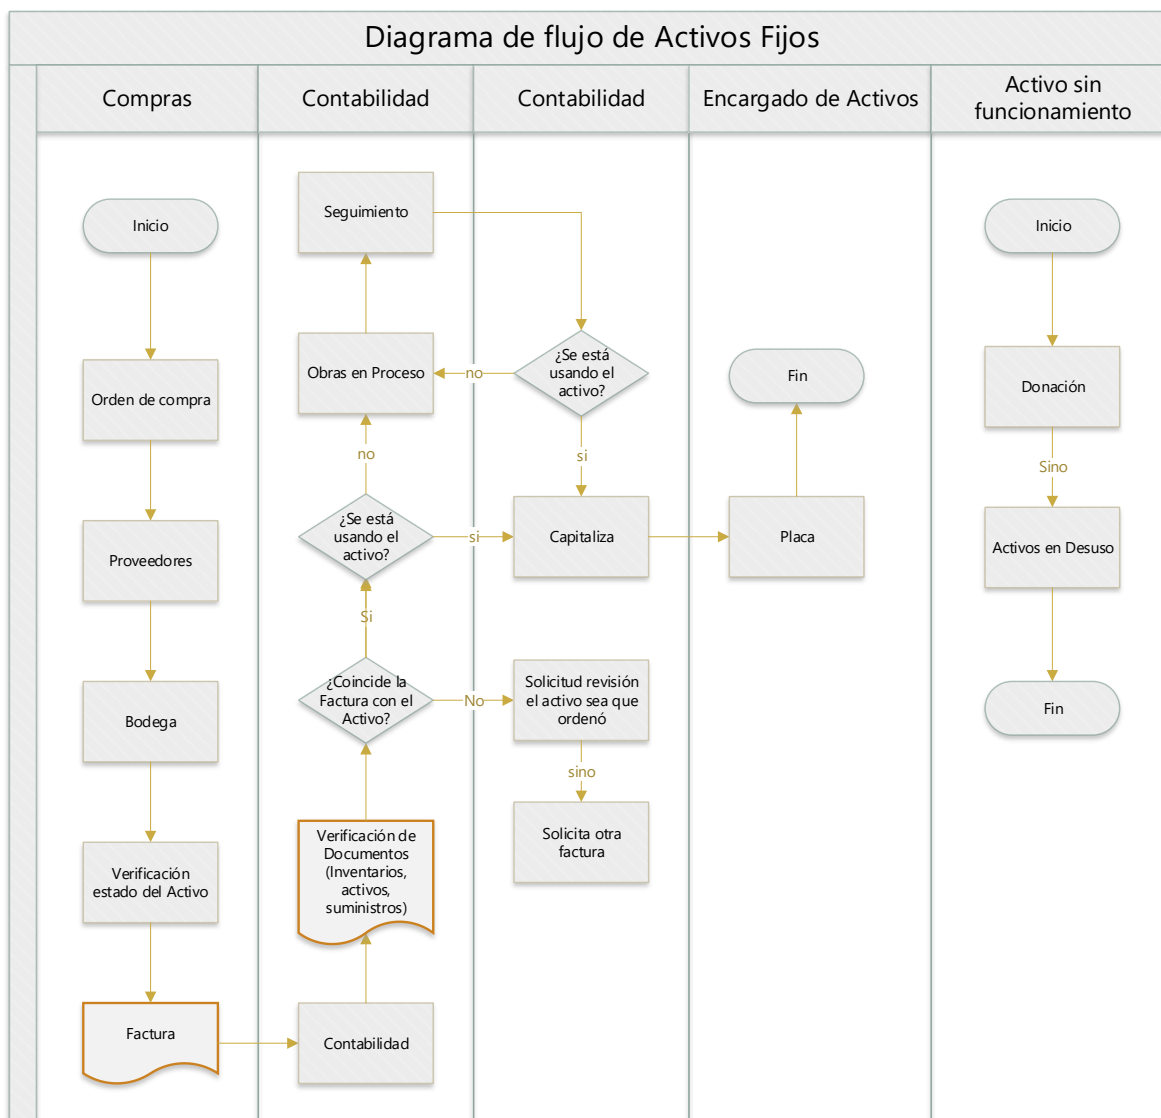 Diagrama de flujo de Activos Fijos
Compras
Contabilidad
Contabilidad
Encargado de Activos
Activo sin
funcionamiento
Inicio
Orden de compra
Proveedores
Bodega
Verificación
estado del Activo
Factura
Seguimiento
Obras en Proceso
no
¿Se está
usando el
activo?
si
Si
¿Coincide la
Factura con el
Activo?
No
Verificación de
Documentos
(Inventarios,
activos,
suministros)
Contabilidad
¿Se está
usando el
activo?
no
si
Capitaliza
Solicitud revisión
el activo sea que
ordenó
sino
Solicita otra
factura
Fin
Placa
Inicio
Donación
Sino
Activos en Desuso
Fin